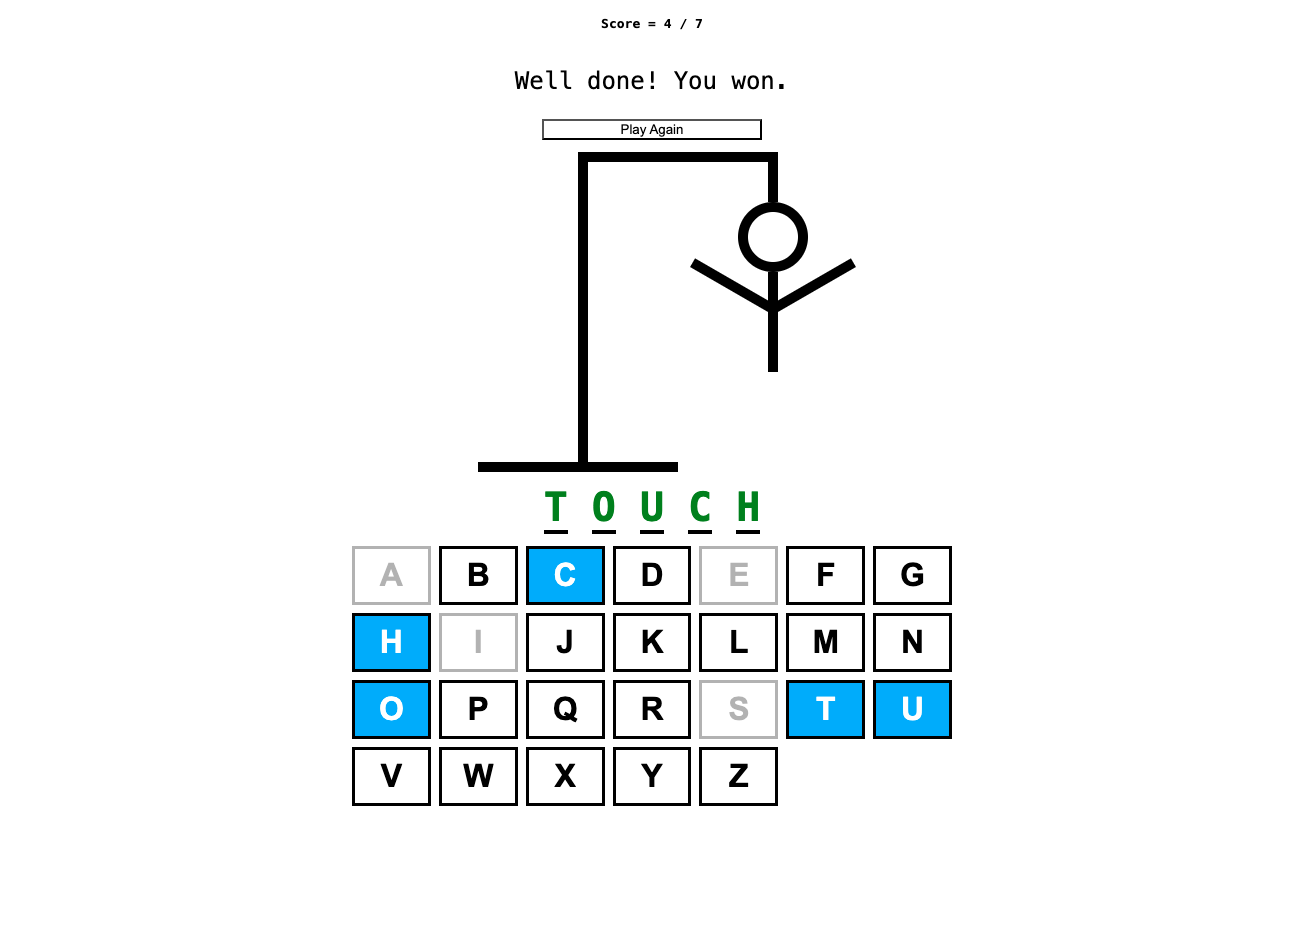 Score = 4 / 7
Well done! You won.
Play Again
T O U C H
A B C D E F G
H I J K L M N
O P Q R S T U
V W X Y Z